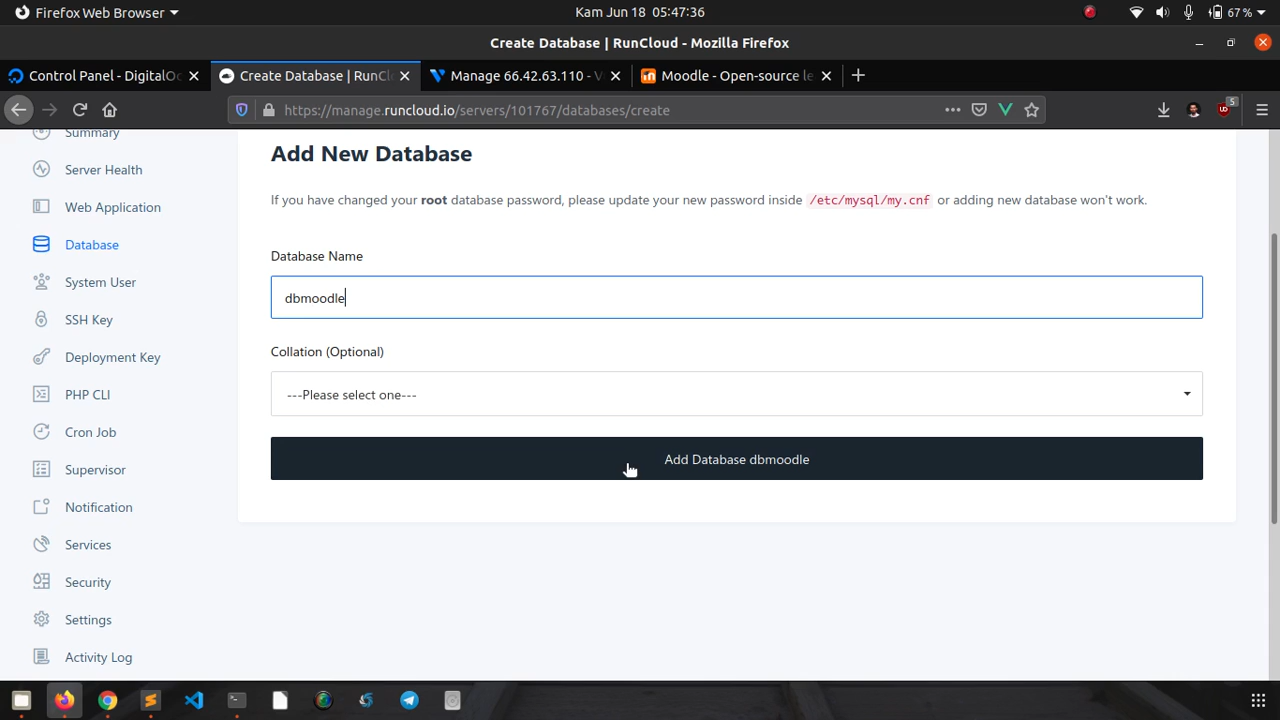 Firefox Web Browser
Kam Jun 18 05:47:36
67 %
Create Database | RunCloud - Mozilla Firefox
Control Panel - DigitalOc
Create Database | RunCl
Manage 66.42.63.110 - V
Moodle - Open-source le
https://manage.runcloud.io/servers/101767/databases/create
5
Summary
Server Health
Web Application
Database
System User
SSH Key
Deployment Key
PHP CLI
Cron Job
Supervisor
Notification
Services
Security
Settings
Activity Log
Add New Database
If you have changed your root database password, please update your new password inside /etc/mysql/my.cnf or adding new database won't work.
Database Name
dbmoodle
Collation (Optional)
---Please select one---
Add Database dbmoodle